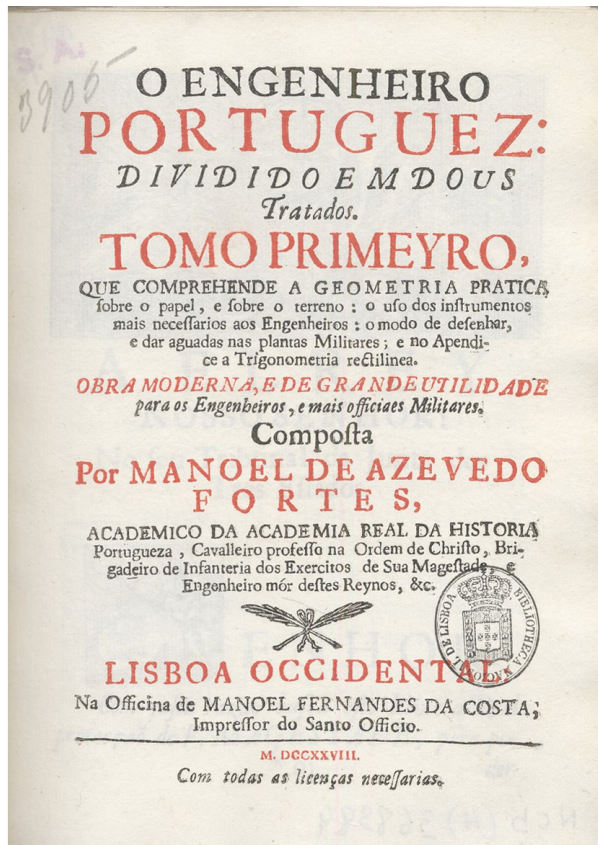 S. A.
3905
O ENGENHEIRO
PORTUGUEZ:
DIVIDIDO EM DOUS
Tratados.
TOMO PRIMEYRO,
QUE COMPREHENDE A GEOMETRIA PRATICA
ſobre o papel, e ſobre o terreno: o uſo dos inſtrumentos
mais neceſſarios aos Engenheiros: o modo de deſenhar,
e dar aguadas nas plantas Militares; e no Apendi-
ce a Trigonometria rectilinea.
OBRA MODERNA, E DE GRANDE UTILIDADE
para os Engenheiros, e mais officiaes Militares.
Compoſta
Por MANOEL DE AZEVEDO
FORTES,
ACADEMICO DA ACADEMIA REAL DA HISTORIA
Portugueza, Cavalleiro profeſſo na Ordem de Chriſto, Bri-
gadeiro de Infanteria dos Exercitos de Sua Mageſtade, e
Engenheiro mór deſtes Reynos, &c.
BIBLIOTHECA NACIONAL DE LISBOA
LISBOA OCCIDENTAL,
Na Officina de MANOEL FERNANDES DA COSTA;
Impreſſor do Santo Officio.
M. DCCXXVIII.
Com todas as licenças neceſſarias.